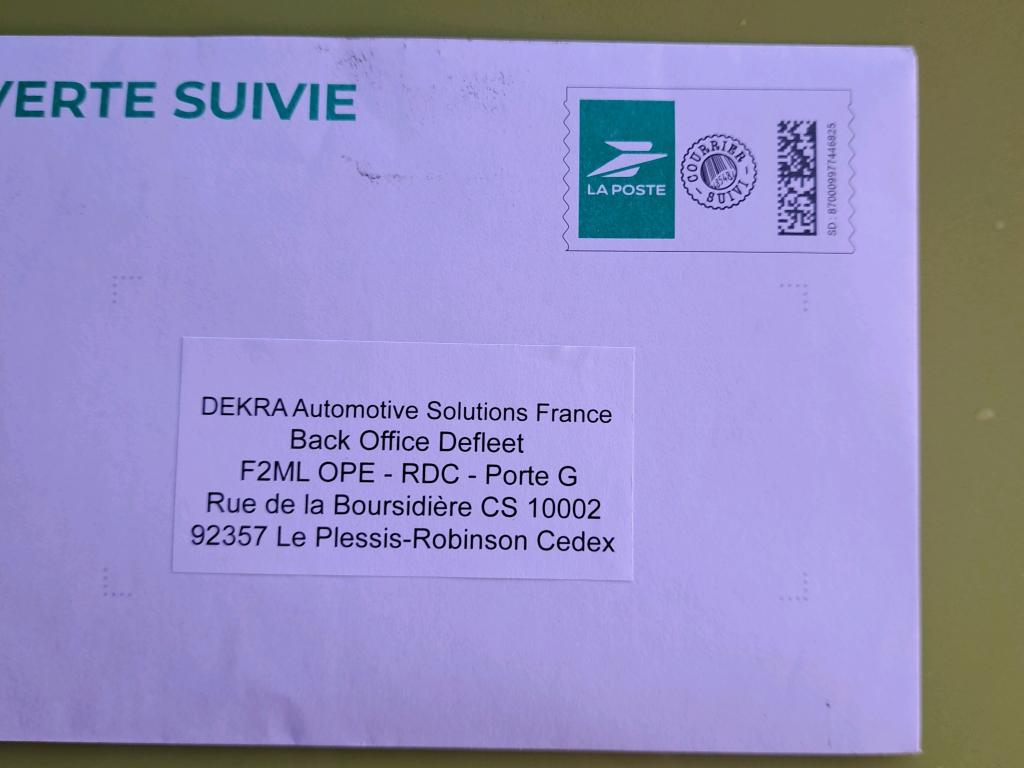 VERTE SUIVIE
LA POSTE
COURRIER
SUIVI
SD : 87000997746825
DEKRA Automotive Solutions France
Back Office Defleet
F2ML OPE - RDC - Porte G
Rue de la Boursidière CS 10002
92357 Le Plessis-Robinson Cedex